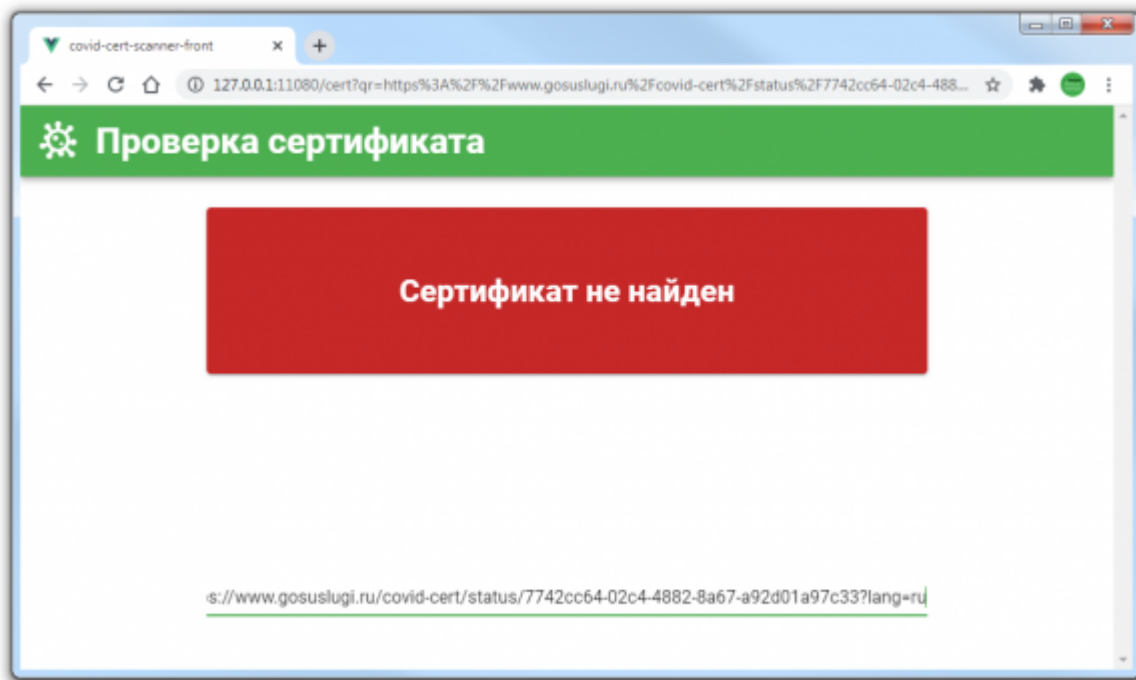 covid-cert-scanner-front
127.0.0.1:11080/cert?qr=https%3A%2F%2Fwww.gosuslugi.ru%2Fcovid-cert%2Fstatus%2F7742cc64-02c4-488...
Проверка сертификата
Сертификат не найден
s://www.gosuslugi.ru/covid-cert/status/7742cc64-02c4-4882-8a67-a92d01a97c33?lang=ru